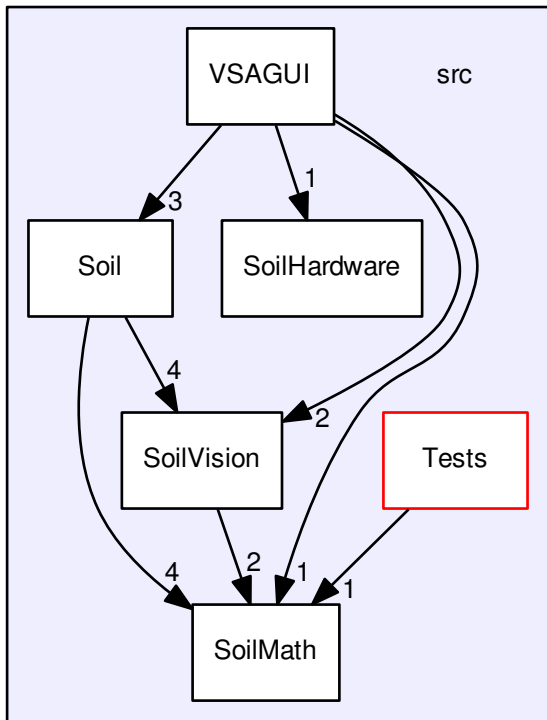 VSAGUI
src
3
1
Soil
SoilHardware
4
2
SoilVision
Tests
4
2
1
1
SoilMath